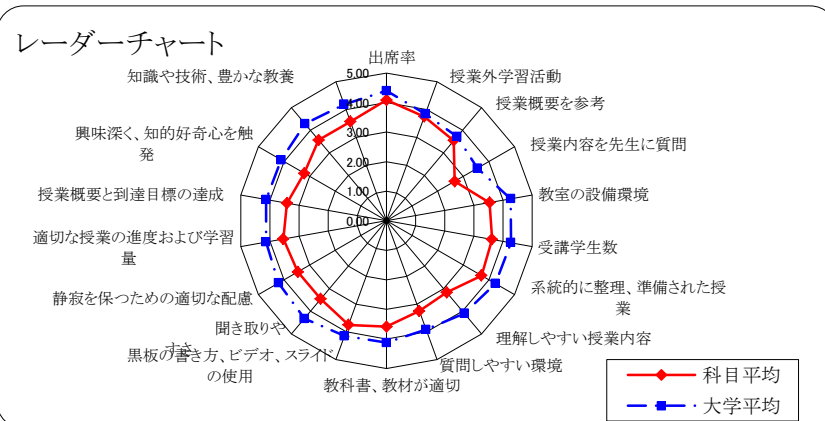 レーダーチャート
出席率
授業外学習活動
授業概要を参考
授業内容を先生に質問
教室の設備環境
受講学生数
系統的に整理、準備された授
業
理解しやすい授業内容
質問しやすい環境
教科書、教材が適切
黒板の書き方、ビデオ、スライド
の使用
聞き取りや
すさ
静寂を保つための適切な配慮
適切な授業の進度および学習
量
授業概要と到達目標の達成
興味深く、知的好奇心を触
発
知識や技術、豊かな教養
5.00
4.00
3.00
2.00
1.00
0.00
科目平均
大学平均